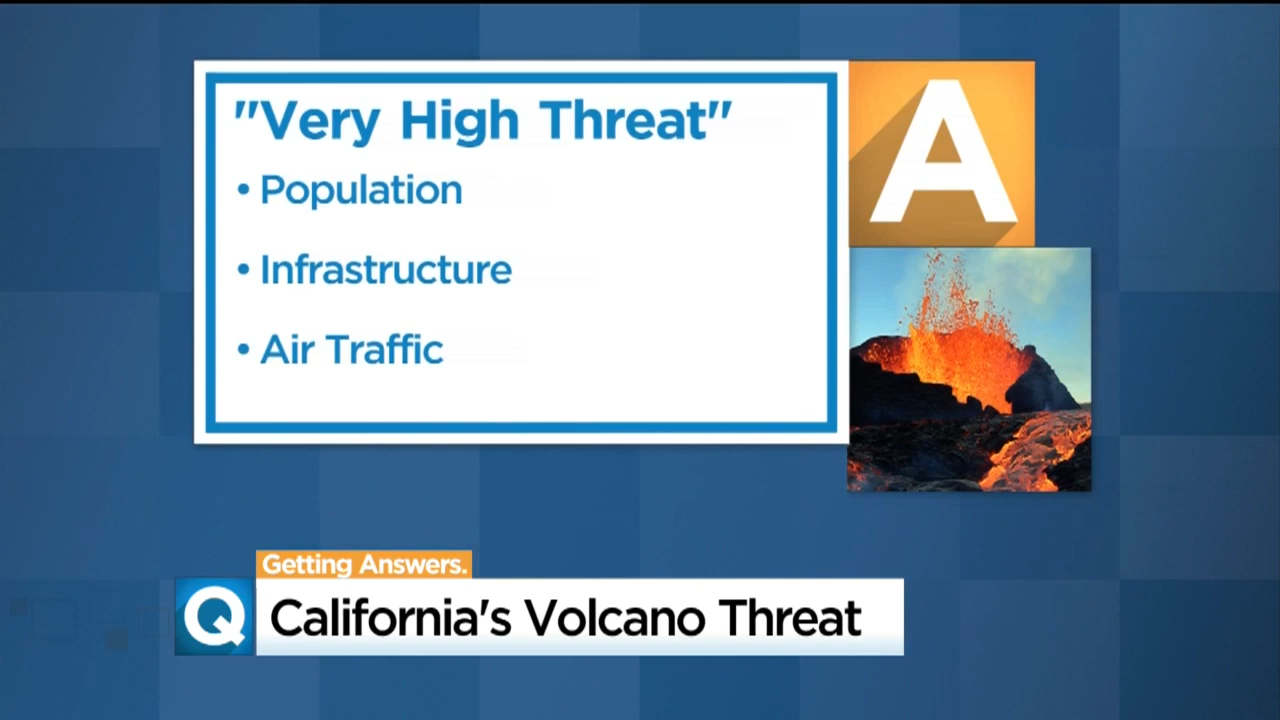 "Very High Threat"
• Population
• Infrastructure
• Air Traffic
A
Getting Answers.
Q
California's Volcano Threat